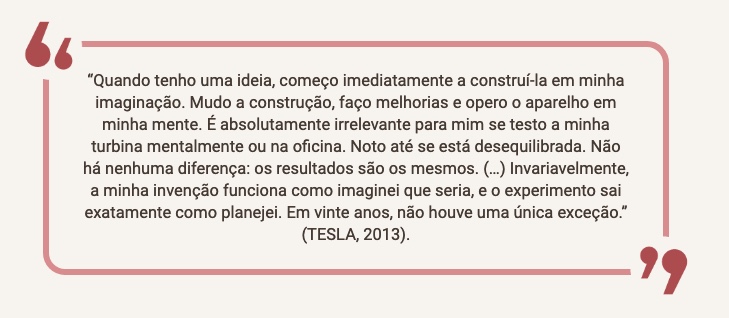 “Quando tenho uma ideia, começo imediatamente a construí-la em minha
imaginação. Mudo a construção, faço melhorias e opero o aparelho em
minha mente. É absolutamente irrelevante para mim se testo a minha
turbina mentalmente ou na oficina. Noto até se está desequilibrada. Não
há nenhuma diferença: os resultados são os mesmos. (...) Invariavelmente,
a minha invenção funciona como imaginei que seria, e o experimento sai
exatamente como planejei. Em vinte anos, não houve uma única exceção.”
(TESLA, 2013).